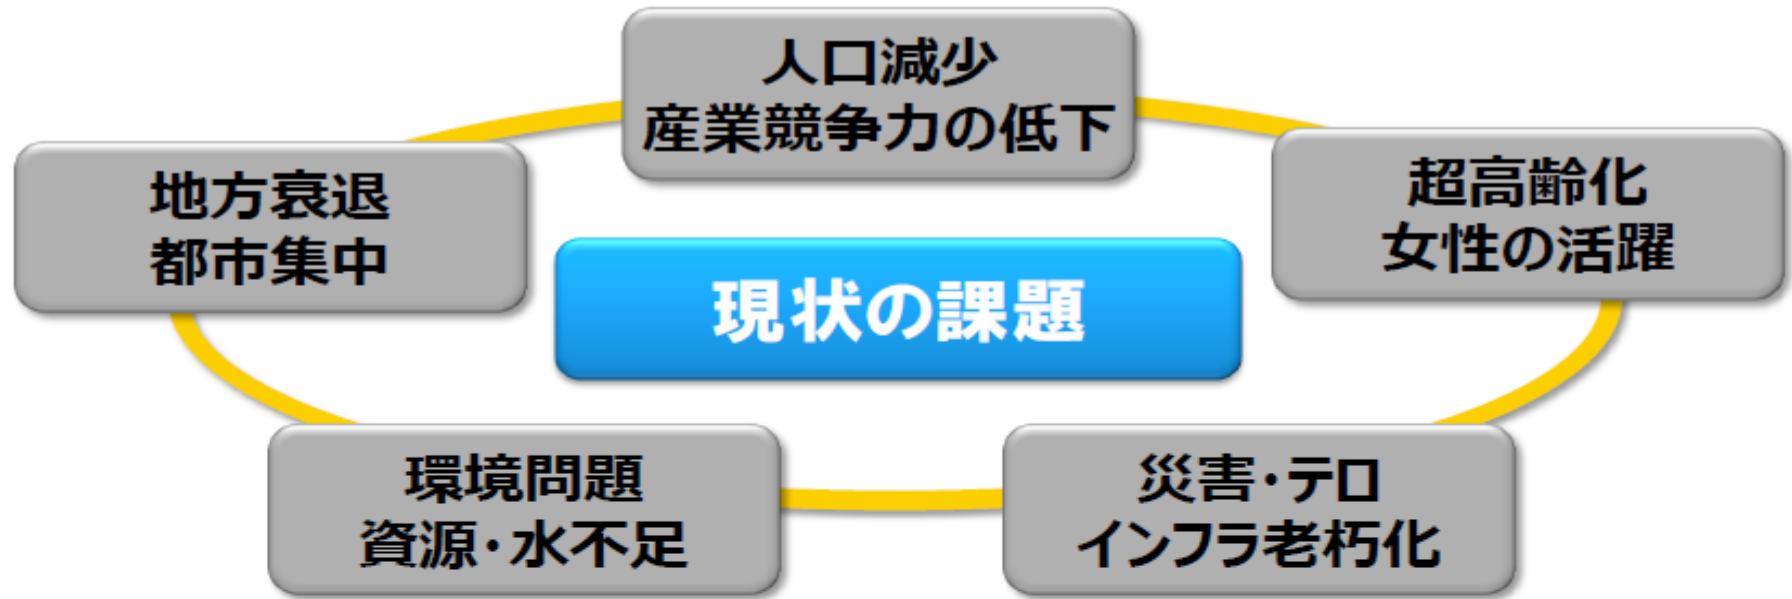 人口減少
産業競争力の低下
地方衰退
都市集中
超高齢化
女性の活躍
現状の課題
環境問題
資源・水不足
災害・テロ
インフラ老朽化